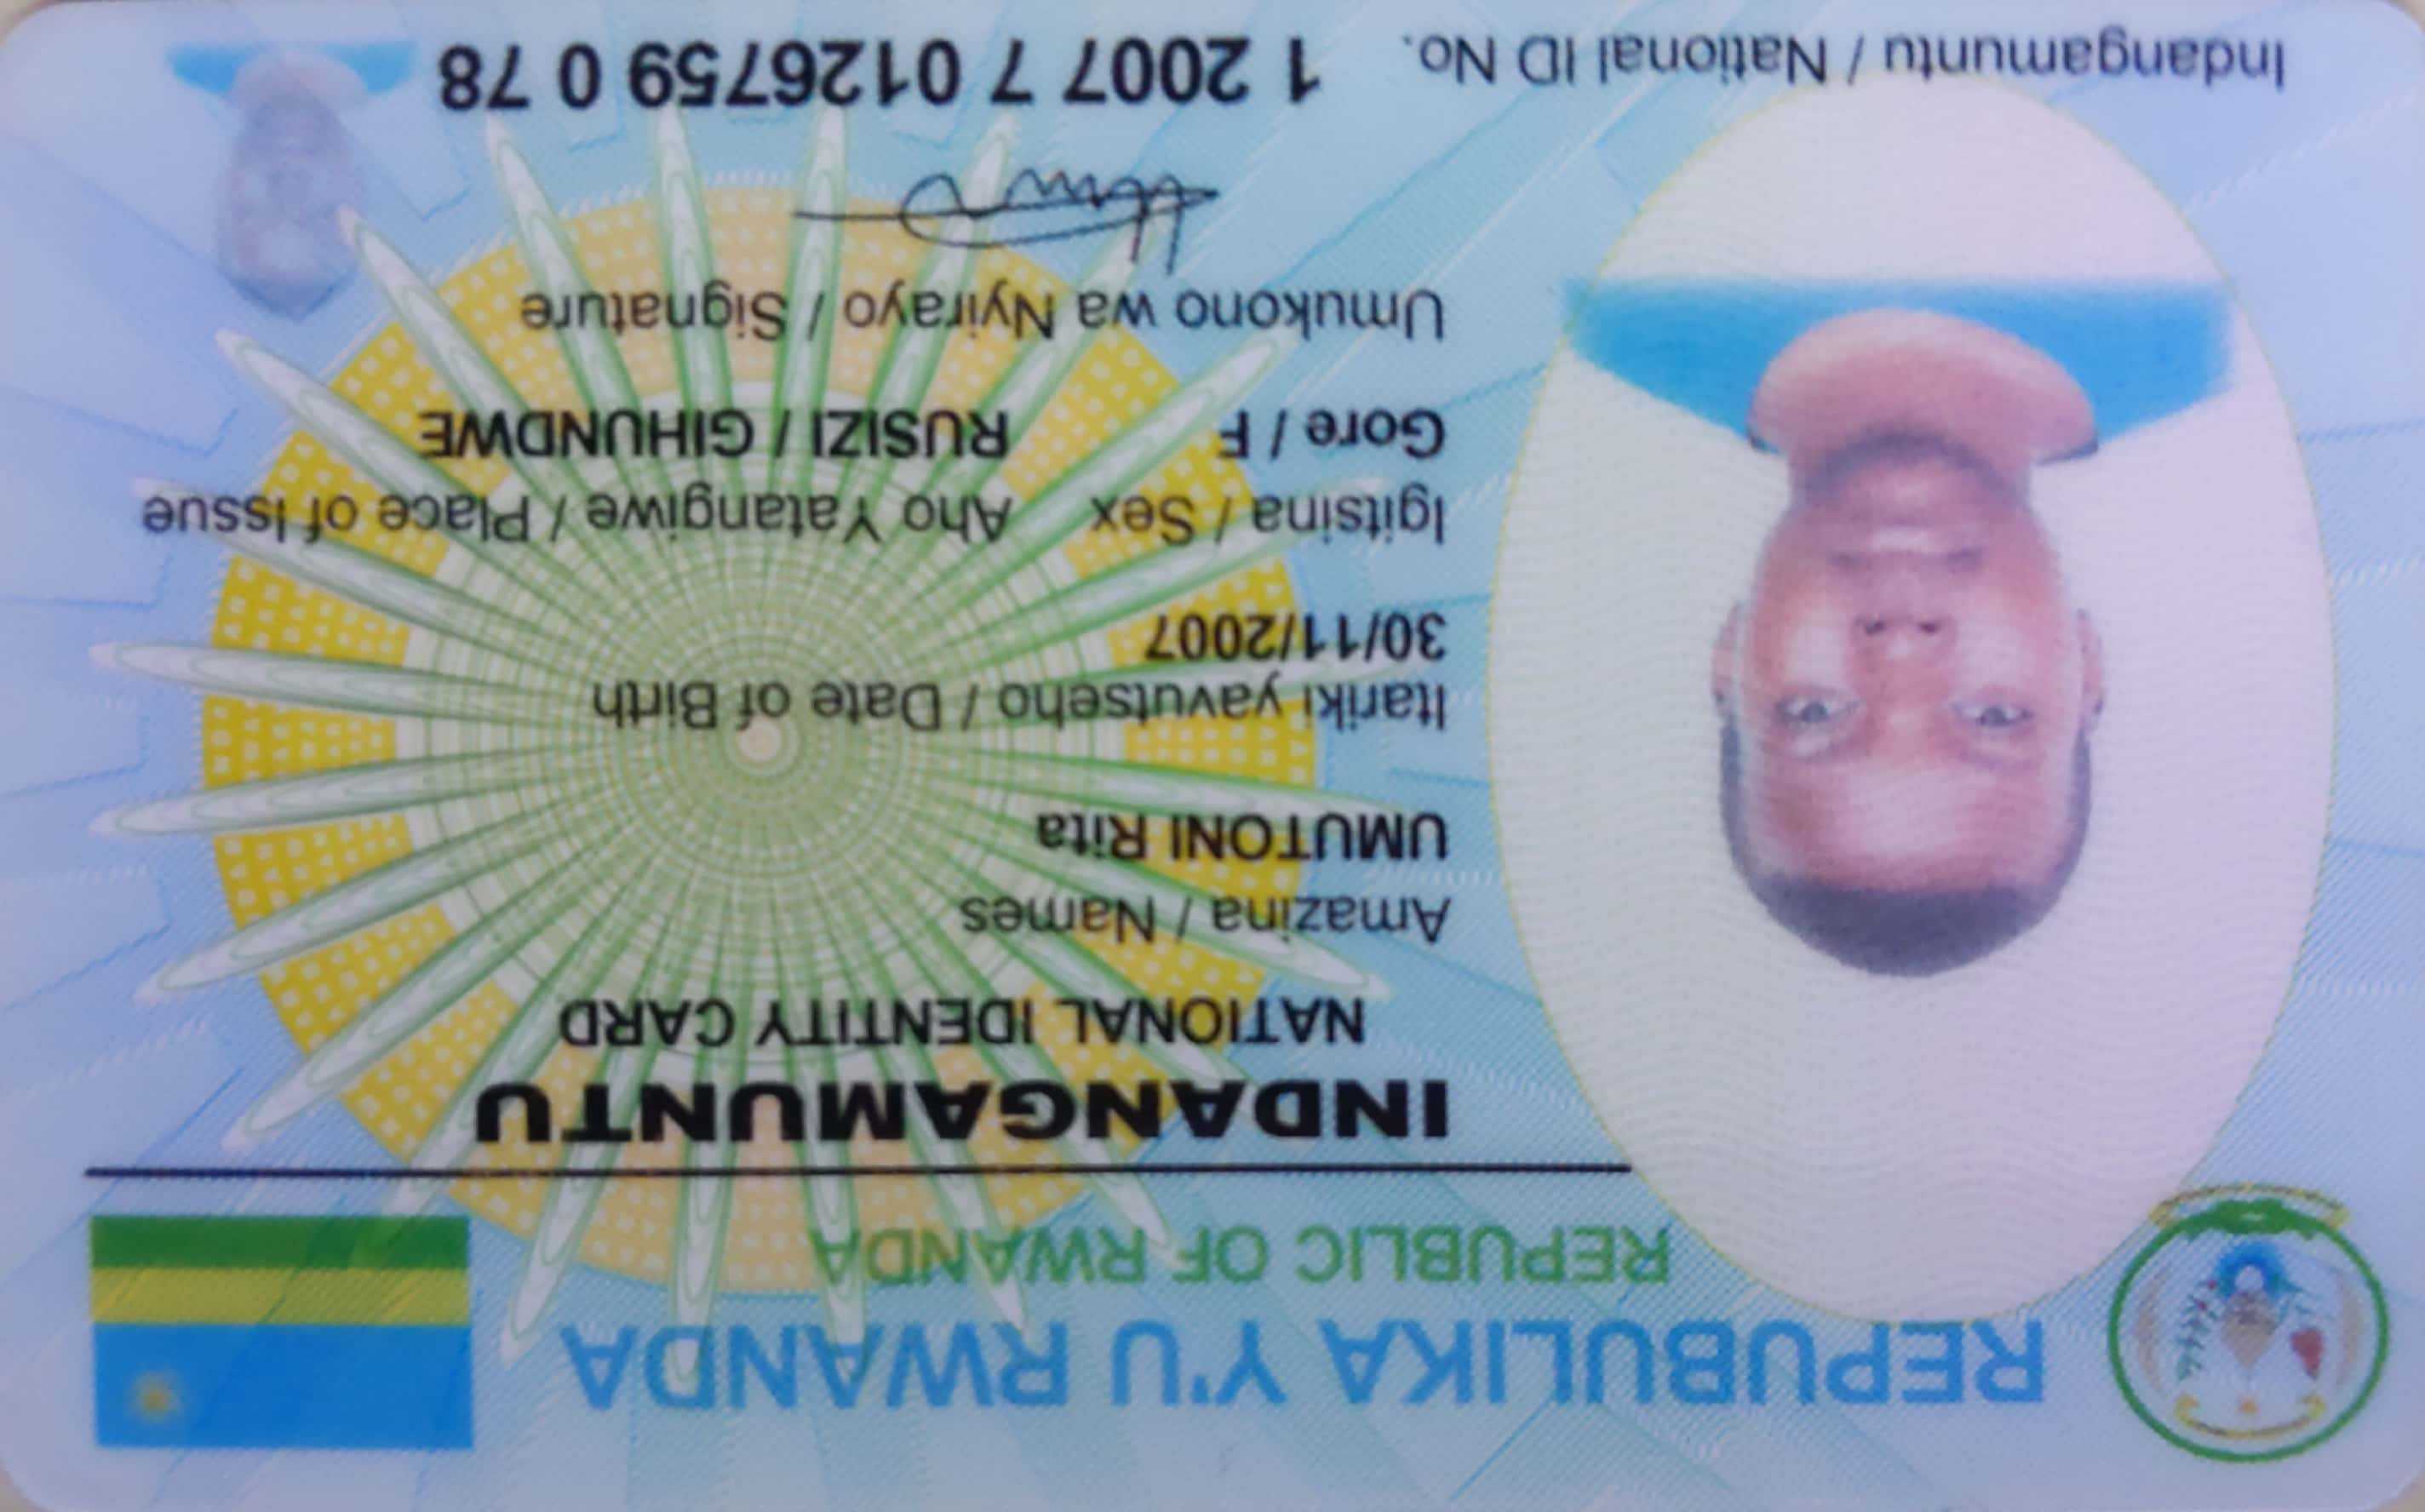 REPUBULIKA Y'U RWANDA
REPUBLIC OF RWANDA
INDANGAMUNTU
NATIONAL IDENTITY CARD
Amazina / Names
UMUTONI Rita
Itariki yavutseho / Date of Birth
30/11/2007
Igitsina / Sex Aho Yatangiwe / Place of Issue
Gore / F RUSIZI / GIHUNDWE
Umukono wa Nyirayo / Signature
Indangamuntu / National ID No. 1 2007 7 0126759 0 78